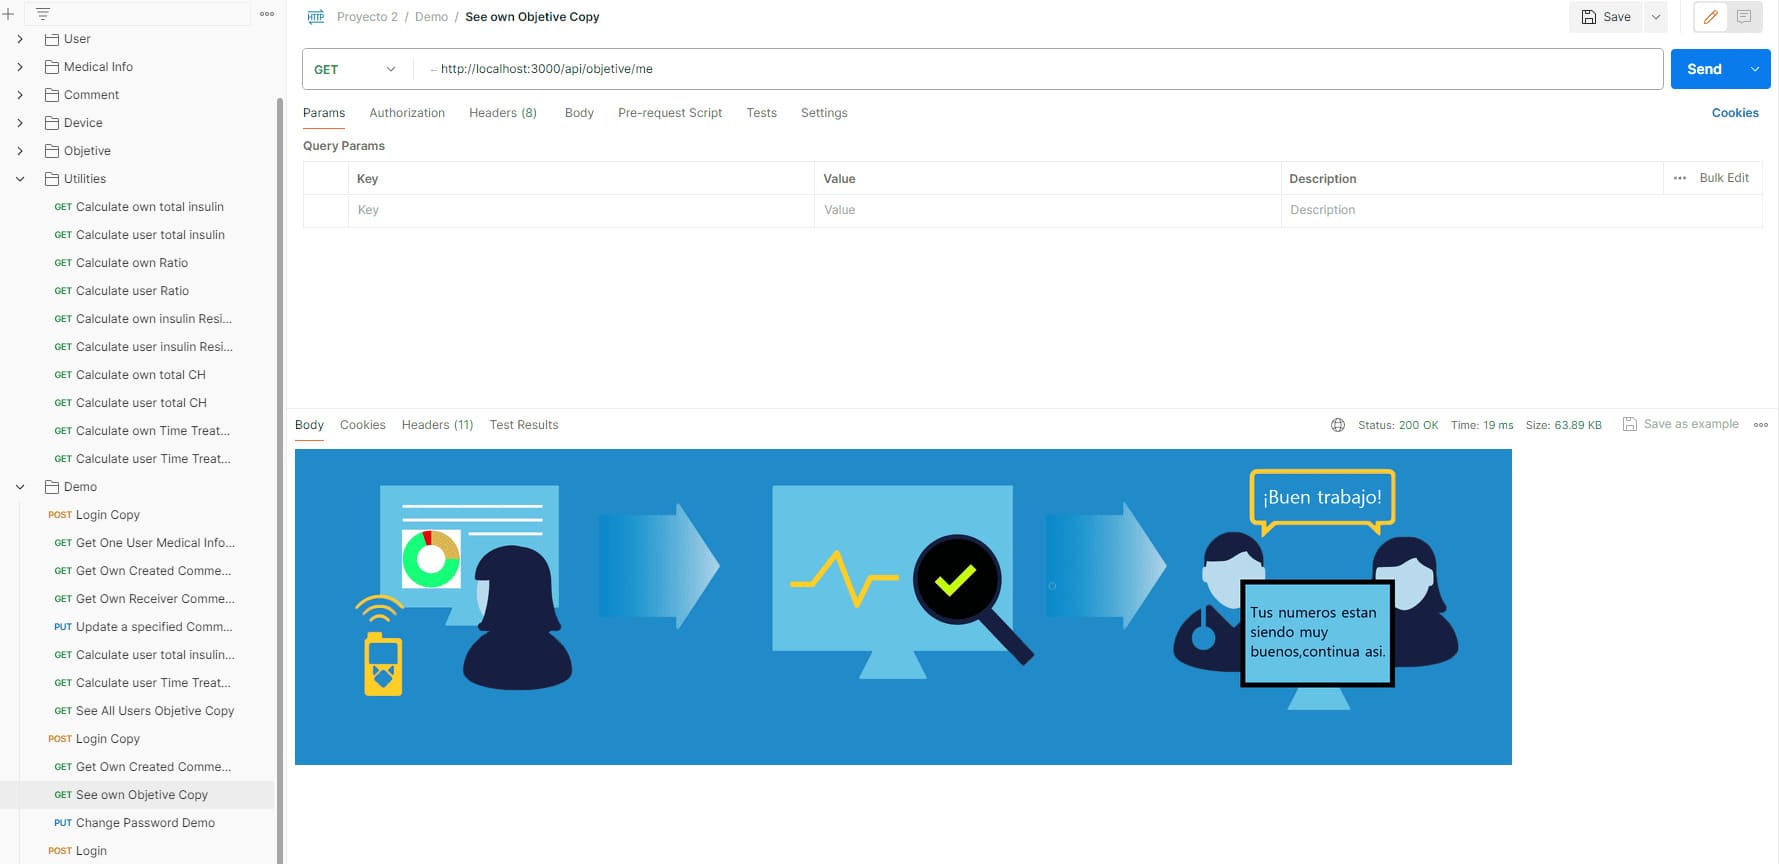 User
Medical Info
Comment
Device
Objetive
Utilities
GET Calculate own total insulin
GET Calculate user total insulin
GET Calculate own Ratio
GET Calculate user Ratio
GET Calculate own insulin Resi...
GET Calculate user insulin Resi...
GET Calculate own total CH
GET Calculate user total CH
GET Calculate own Time Treat...
GET Calculate user Time Treat...
Demo
POST Login Copy
GET Get One User Medical Info...
GET Get Own Created Comme...
GET Get Own Receiver Comme...
PUT Update a specified Comm...
GET Calculate user total insulin...
GET Calculate user Time Treat...
GET See All Users Objetive Copy
POST Login Copy
GET Get Own Created Comme...
GET See own Objetive Copy
PUT Change Password Demo
POST Login
HTTP Proyecto 2 / Demo / See own Objetive Copy
Save
GET http://localhost:3000/api/objetive/me
Send
Params Authorization Headers (8) Body Pre-request Script Tests Settings Cookies
Query Params
Key Value Description Bulk Edit
Key Value Description
Body Cookies Headers (11) Test Results Status: 200 OK Time: 19 ms Size: 63.89 KB Save as example
¡Buen trabajo!
Tus numeros estan
siendo muy
buenos,continua asi.